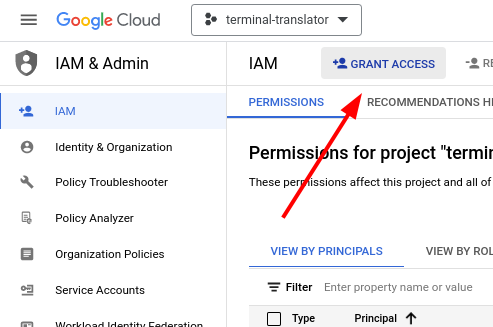 Google Cloud
terminal-translator
IAM & Admin
IAM
GRANT ACCESS
RE
IAM
PERMISSIONS
RECOMMENDATIONS HI
Identity & Organization
Permissions for project "termin
Policy Troubleshooter
These permissions affect this project and all of
Policy Analyzer
Organization Policies
VIEW BY PRINCIPALS
VIEW BY ROL
Service Accounts
Filter Enter property name or value
Workload Identity Federation
Type Principal